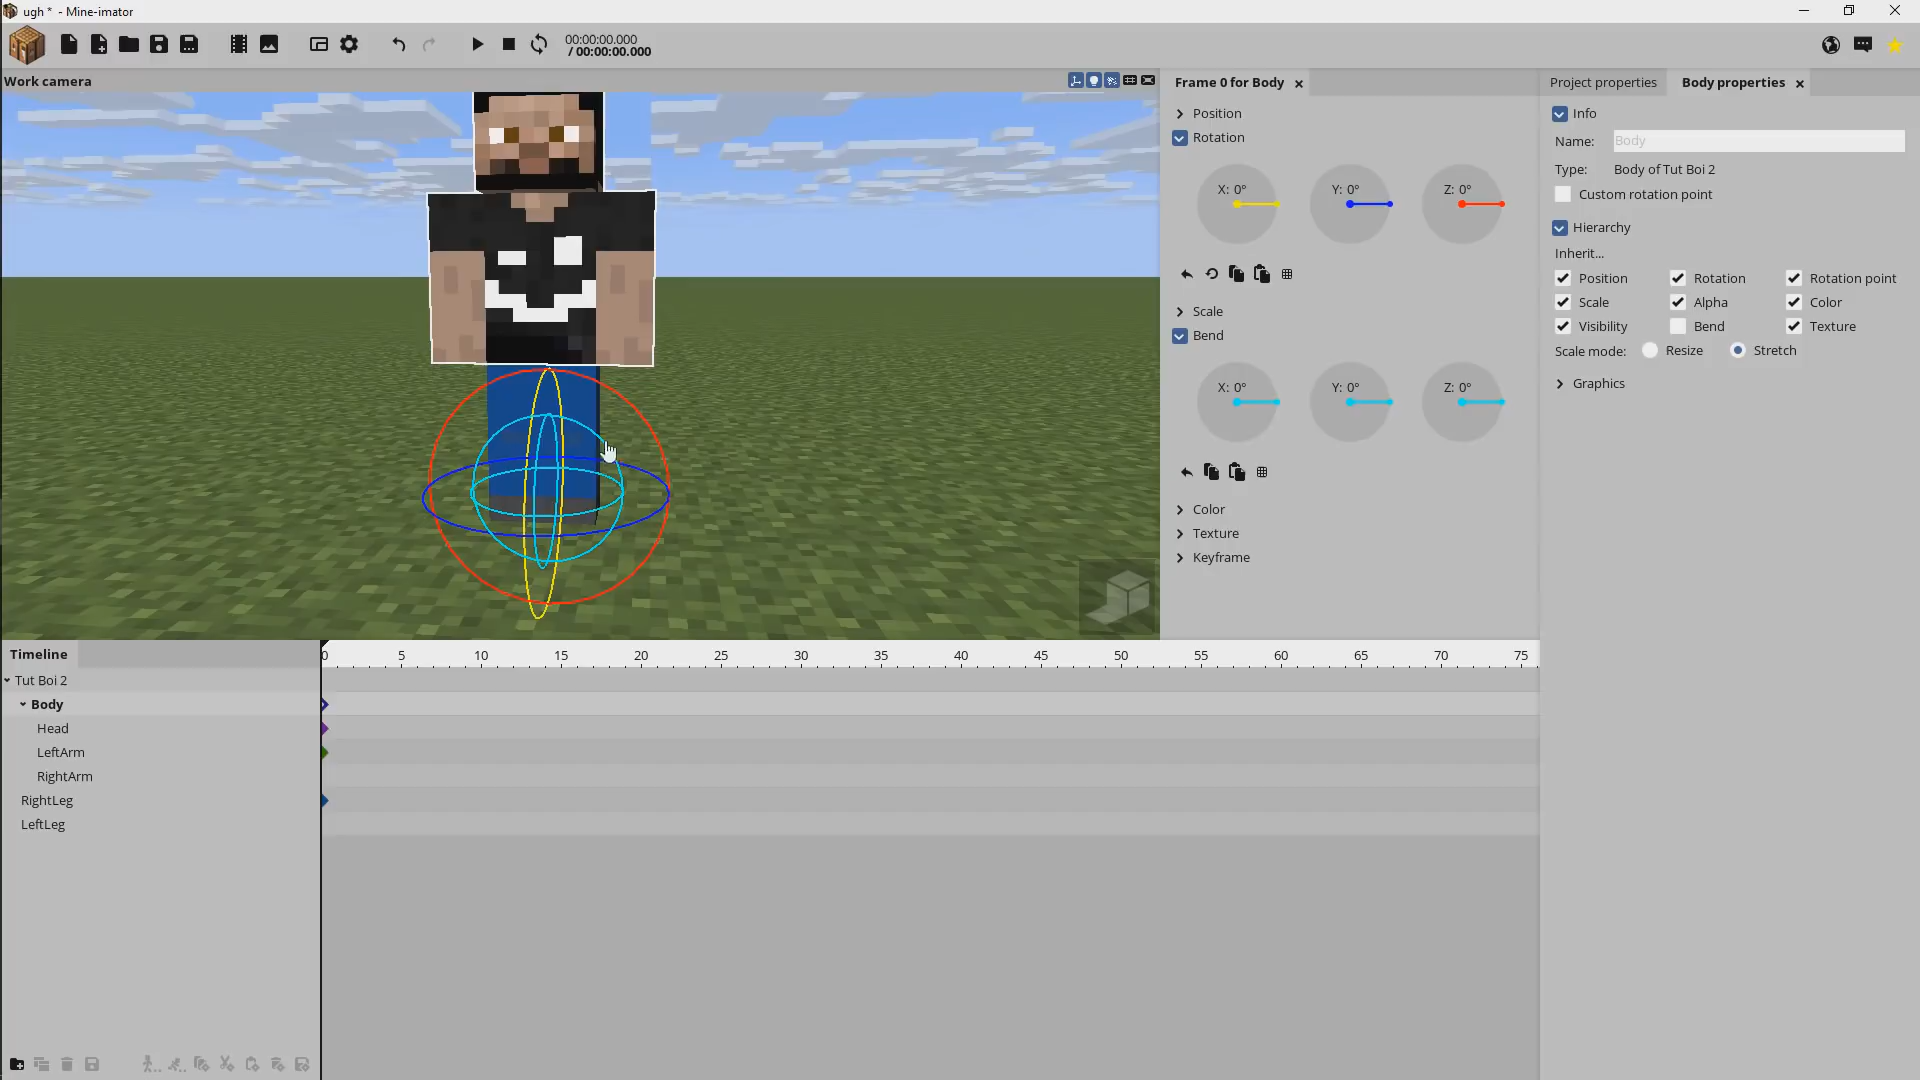 ugh * - Mine-imator
00:00:00.000
/ 00:00:00.000
Work camera
Frame 0 for Body
Position
Rotation
X: 0° Y: 0° Z: 0°
Scale
Bend
X: 0° Y: 0° Z: 0°
Color
Texture
Keyframe
Project properties Body properties
Info
Name: Body
Type: Body of Tut Boi 2
Custom rotation point
Hierarchy
Inherit...
Position Rotation Rotation point
Scale Alpha Color
Visibility Bend Texture
Scale mode: Resize Stretch
Graphics
Timeline
0 5 10 15 20 25 30 35 40 45 50 55 60 65 70 75
Tut Boi 2
Body
Head
LeftArm
RightArm
RightLeg
LeftLeg